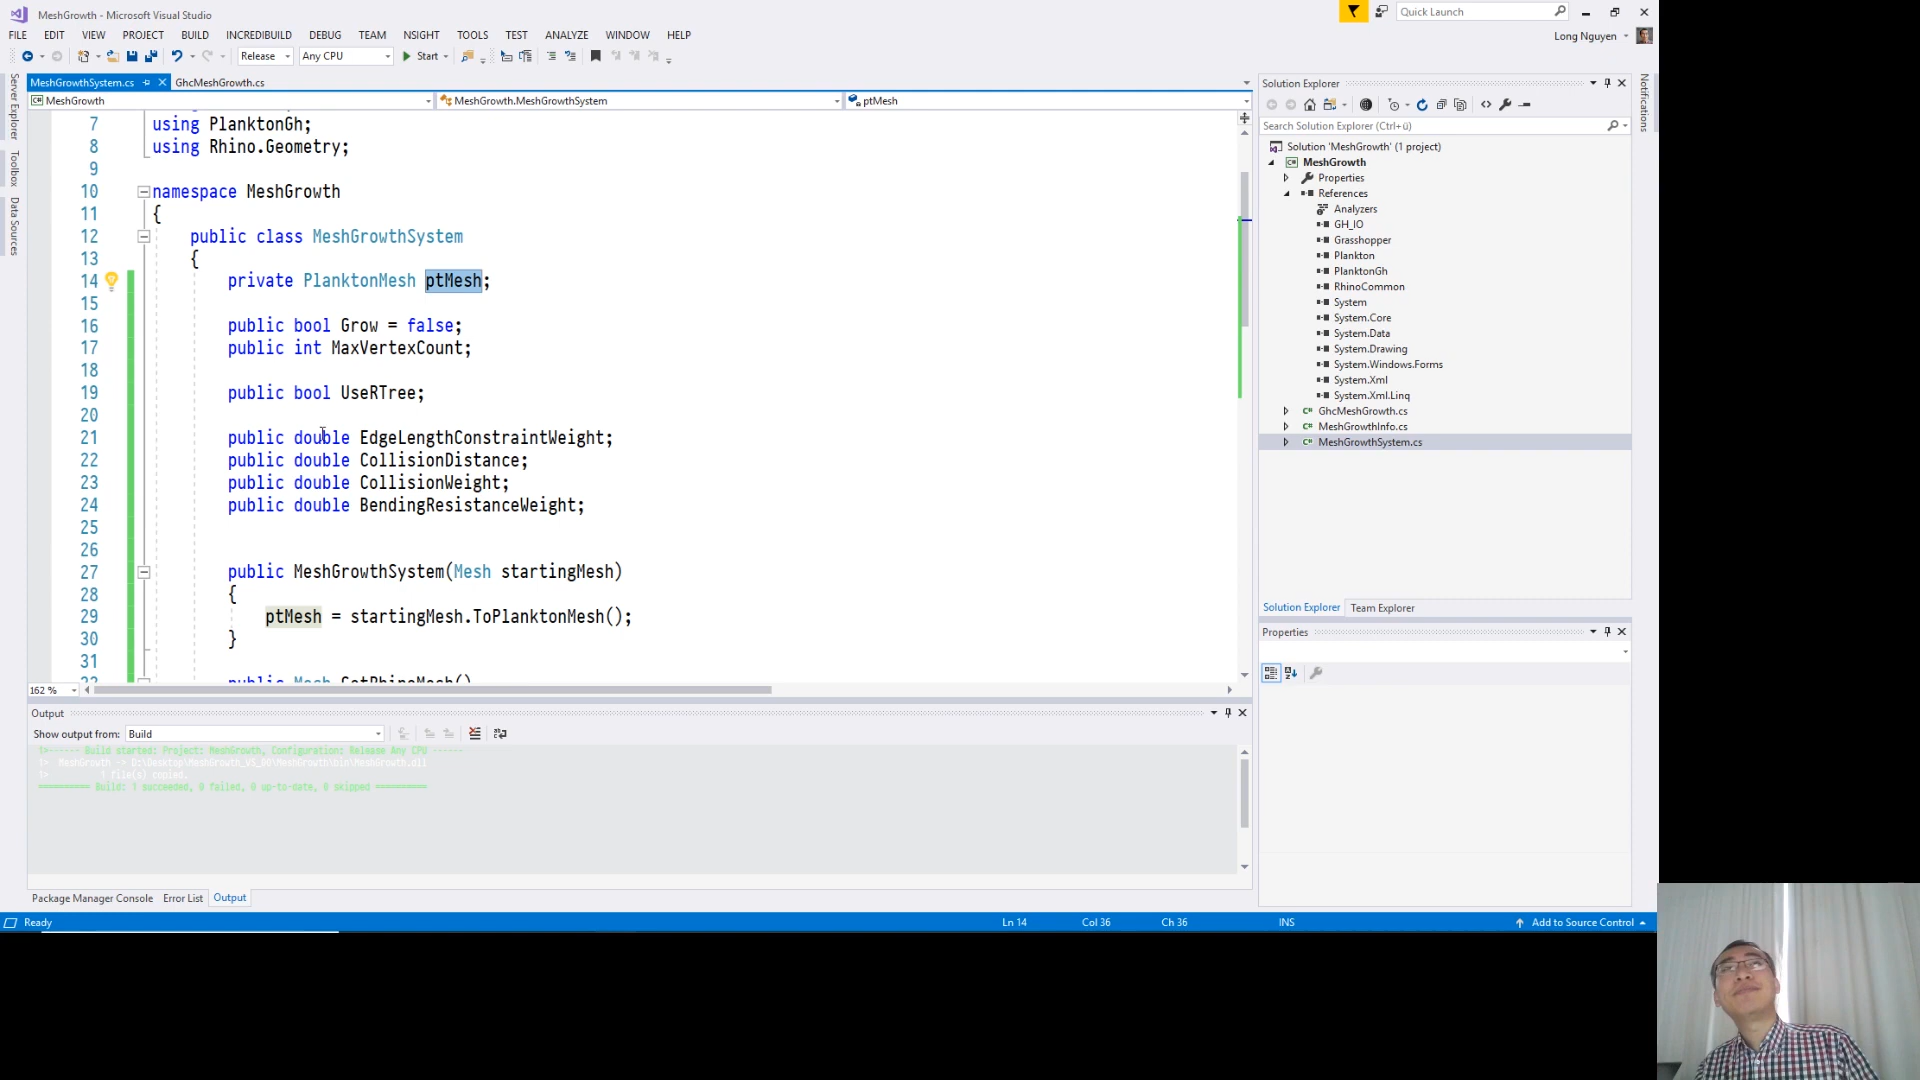 MeshGrowth - Microsoft Visual Studio
Quick Launch
FILE EDIT VIEW PROJECT BUILD INCREDIBUILD DEBUG TEAM NSIGHT TOOLS TEST ANALYZE WINDOW HELP
Long Nguyen
Release Any CPU Start
Server Explorer
Toolbox
Data Sources
MeshGrowthSystem.cs GhcMeshGrowth.cs
MeshGrowth MeshGrowth.MeshGrowthSystem ptMesh
7 using PlanktonGh;
8 using Rhino.Geometry;
9
10 namespace MeshGrowth
11 {
12 public class MeshGrowthSystem
13 {
14 private PlanktonMesh ptMesh;
15
16 public bool Grow = false;
17 public int MaxVertexCount;
18
19 public bool UseRTree;
20
21 public double EdgeLengthConstraintWeight;
22 public double CollisionDistance;
23 public double CollisionWeight;
24 public double BendingResistanceWeight;
25
26
27 public MeshGrowthSystem(Mesh startingMesh)
28 {
29 ptMesh = startingMesh.ToPlanktonMesh();
30 }
31
32 public Mesh GetRhinoMesh()
162 %
Output
Show output from: Build
1>------ Build started: Project: MeshGrowth, Configuration: Release Any CPU ------
1> MeshGrowth -> D:\Desktop\MeshGrowth_VS_00\MeshGrowth\bin\MeshGrowth.dll
1> 1 file(s) copied.
========== Build: 1 succeeded, 0 failed, 0 up-to-date, 0 skipped ==========
Package Manager Console Error List Output
Ready Ln 14 Col 36 Ch 36 INS Add to Source Control
Solution Explorer
Search Solution Explorer (Ctrl+ü)
Solution 'MeshGrowth' (1 project)
MeshGrowth
Properties
References
Analyzers
GH_IO
Grasshopper
Plankton
PlanktonGh
RhinoCommon
System
System.Core
System.Data
System.Drawing
System.Windows.Forms
System.Xml
System.Xml.Linq
GhcMeshGrowth.cs
MeshGrowthInfo.cs
MeshGrowthSystem.cs
Solution Explorer Team Explorer
Properties
Notifications